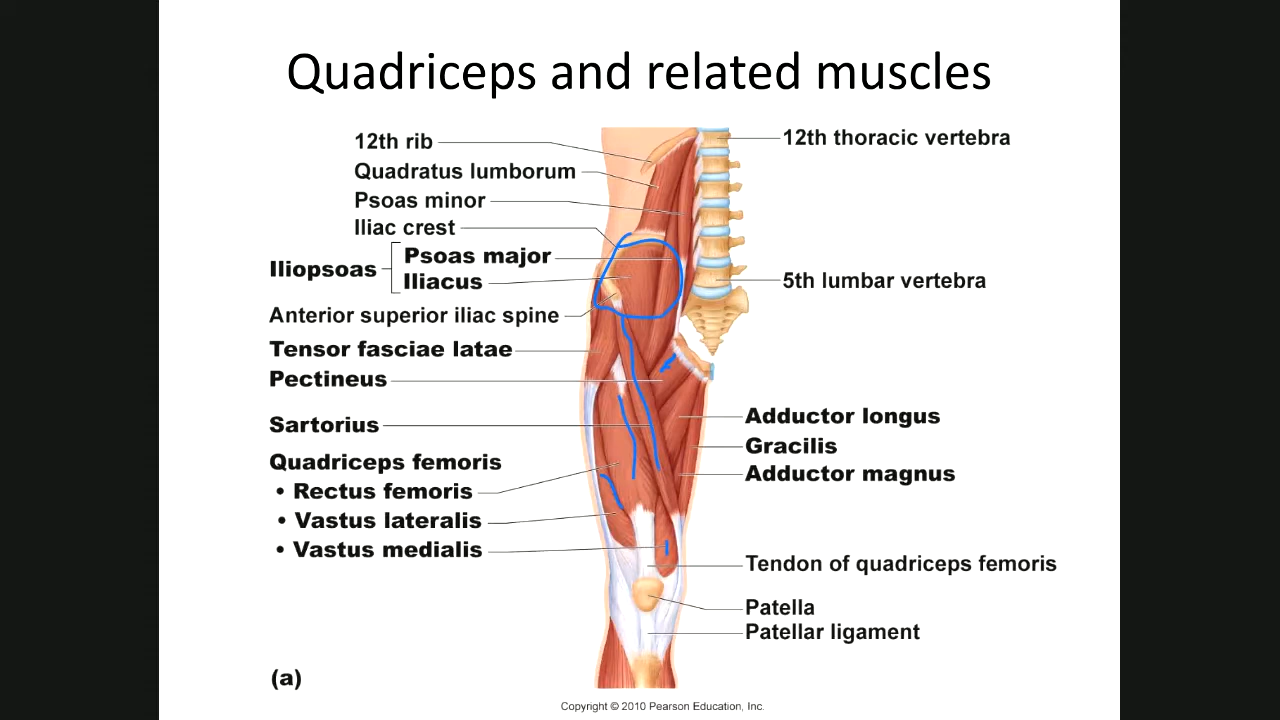 Quadriceps and related muscles
12th rib
Quadratus lumborum
Psoas minor
Iliac crest
Psoas major
Iliopsoas
Iliacus
Anterior superior iliac spine
Tensor fasciae latae
Pectineus
Sartorius
Quadriceps femoris
• Rectus femoris
• Vastus lateralis
• Vastus medialis
12th thoracic vertebra
5th lumbar vertebra
Adductor longus
Gracilis
Adductor magnus
Tendon of quadriceps femoris
Patella
Patellar ligament
(a)
Copyright © 2010 Pearson Education, Inc.